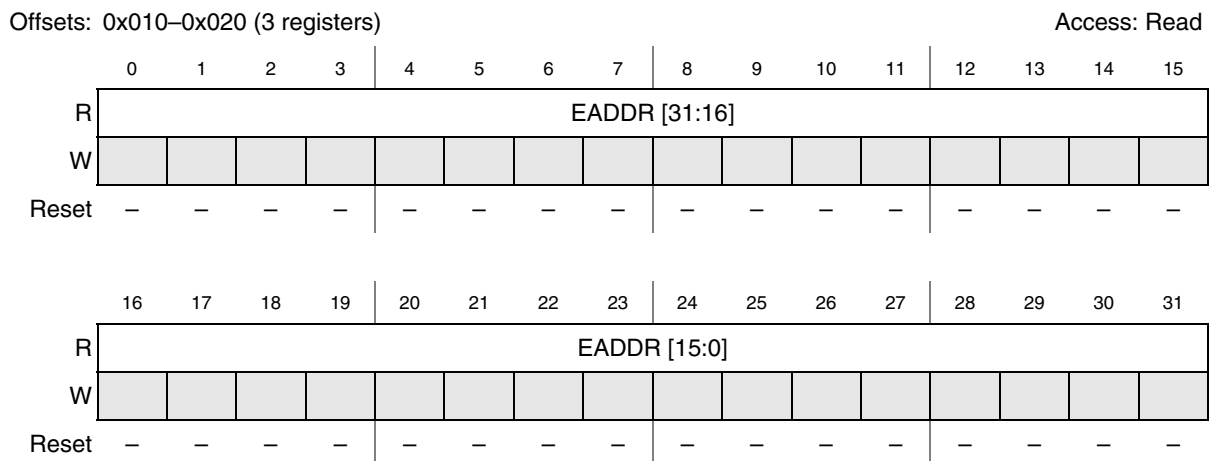 Offsets: 0x010–0x020 (3 registers) Access: Read
0 1 2 3 4 5 6 7 8 9 10 11 12 13 14 15
R EADDR [31:16]
W
Reset – – – – – – – – – – – – – – – –
16 17 18 19 20 21 22 23 24 25 26 27 28 29 30 31
R EADDR [15:0]
W
Reset – – – – – – – – – – – – – – – –